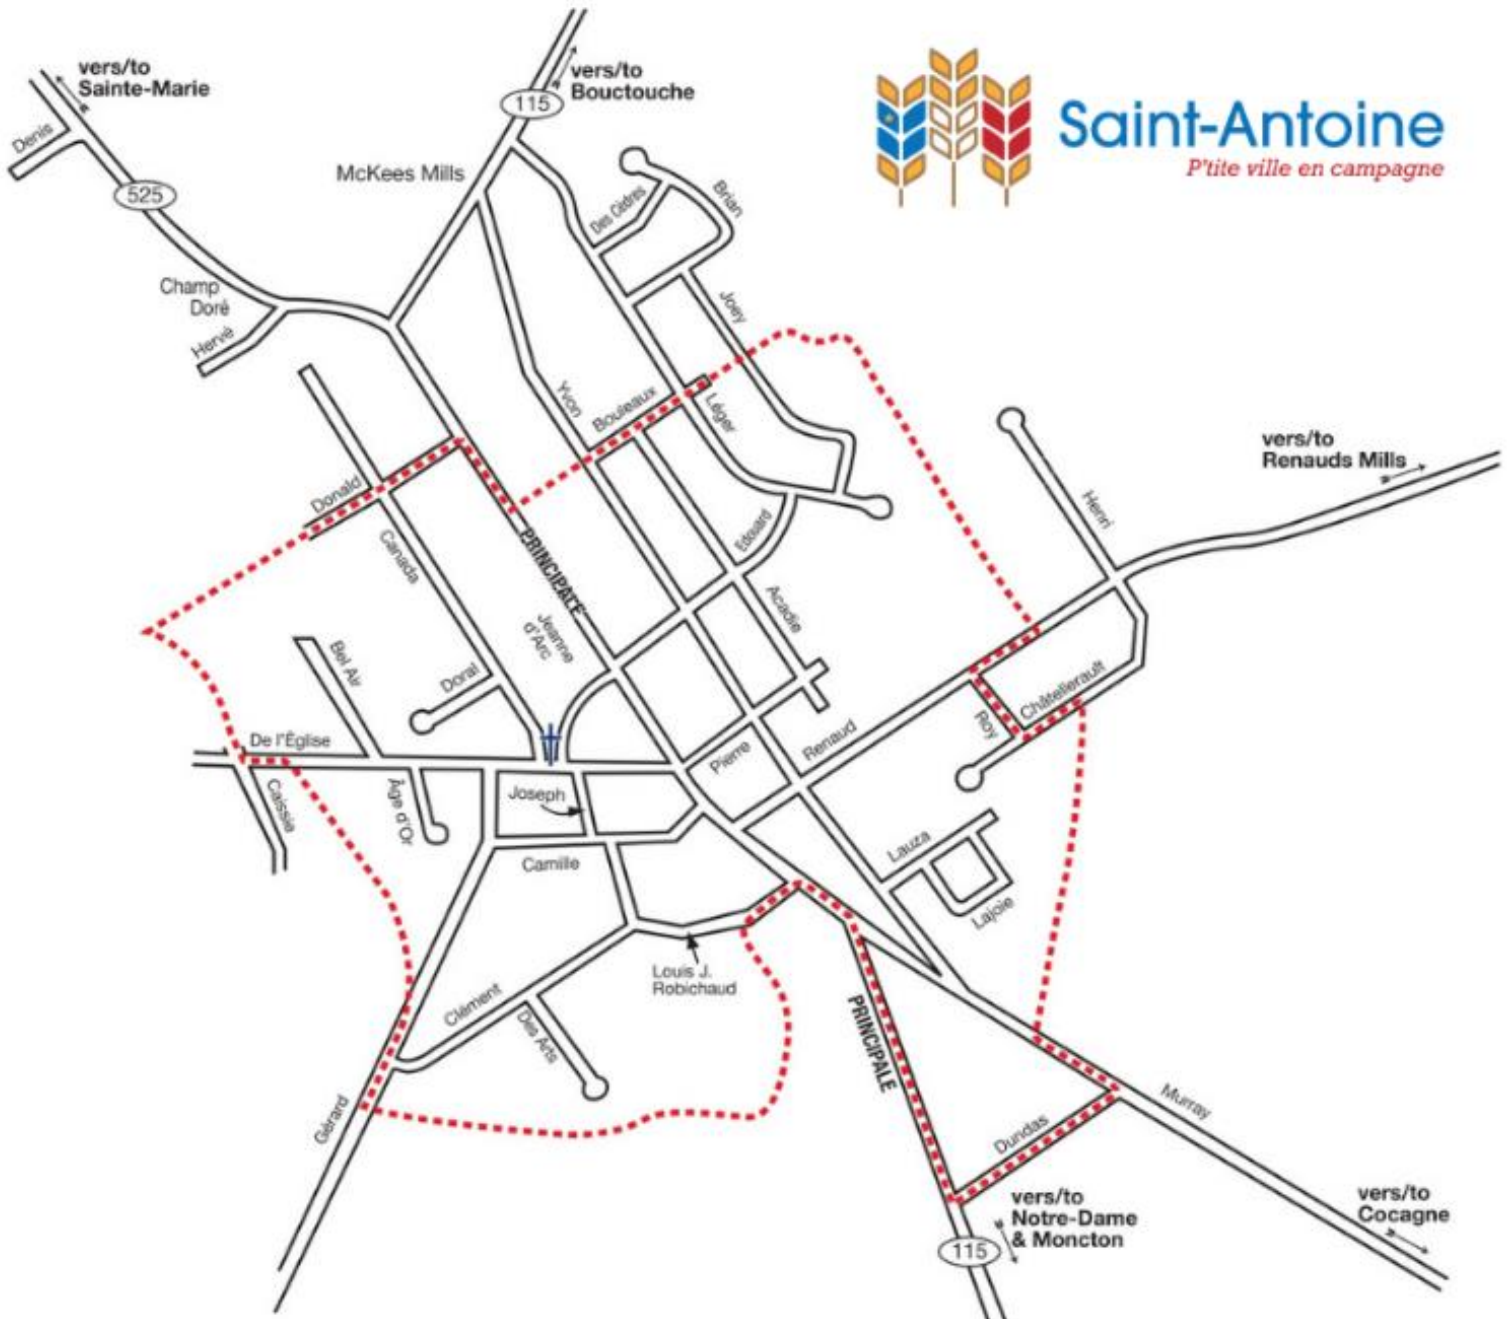 vers/to
Sainte-Marie
vers/to
Bouctouche
115
Saint-Antoine
P'tite ville en campagne
Denis
McKees Mills
525
Des Cèdres
Brian
Champ
Doré
Joey
Hervé
Yvon
Bouleaux
Léger
vers/to
Renauds Mills
Donald
Henri
Canada
PRINCIPALE
Edouard
Acadie
Jeanne
d'Arc
Bel Air
Doral
Châtellerault
Roy
De l'Église
Pierre
Renaud
Caissie
Âge d'Or
Joseph
Camille
Lauza
Lajoie
Louis J.
Robichaud
Clément
Des Arts
PRINCIPALE
Gérard
Murray
Dundas
vers/to
Notre-Dame
& Moncton
vers/to
Cocagne
115